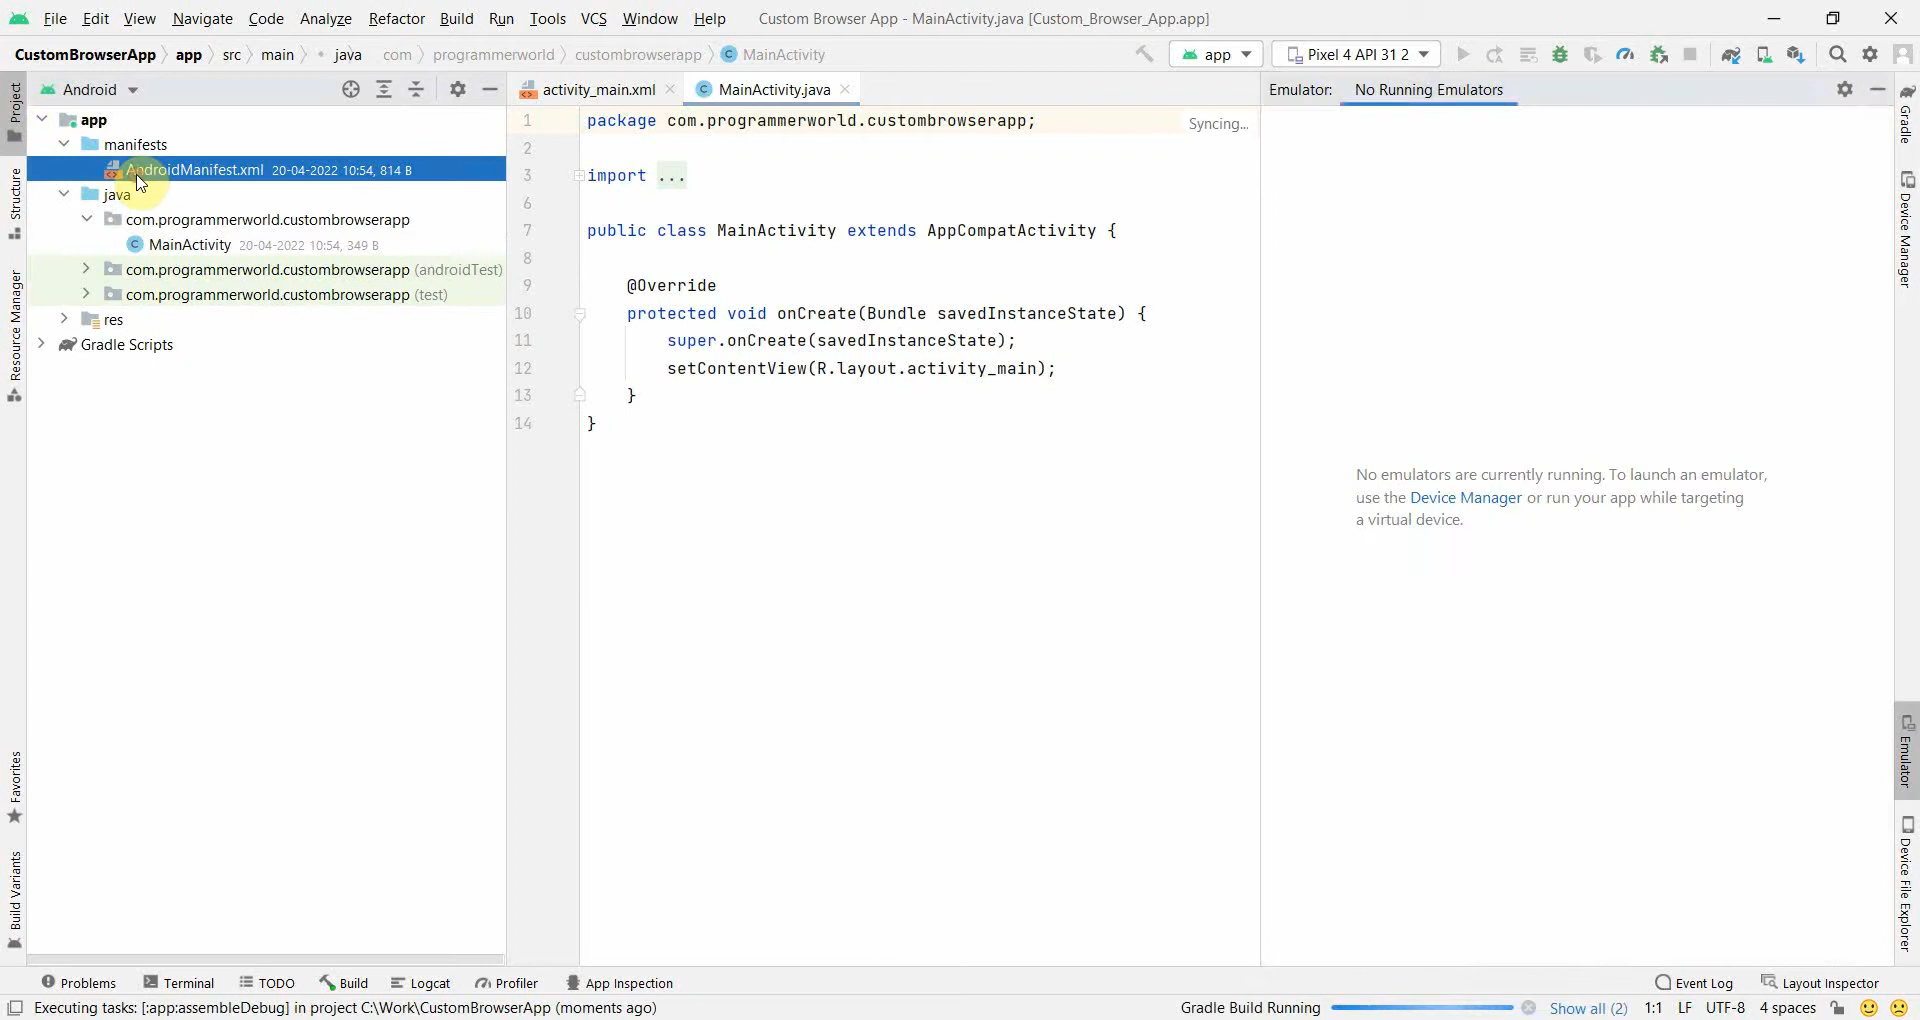 File Edit View Navigate Code Analyze Refactor Build Run Tools VCS Window Help Custom Browser App - MainActivity.java [Custom_Browser_App.app]
CustomBrowserApp app src main java com programmerworld custombrowserapp MainActivity app Pixel 4 API 31 2
Project
Structure
Resource Manager
Favorites
Build Variants
Android
app
manifests
AndroidManifest.xml 20-04-2022 10:54, 814 B
java
com.programmerworld.custombrowserapp
MainActivity 20-04-2022 10:54, 349 B
com.programmerworld.custombrowserapp (androidTest)
com.programmerworld.custombrowserapp (test)
res
Gradle Scripts
activity_main.xml MainActivity.java
Syncing...
1 package com.programmerworld.custombrowserapp;
2
3 import ...
6
7 public class MainActivity extends AppCompatActivity {
8
9 @Override
10 protected void onCreate(Bundle savedInstanceState) {
11 super.onCreate(savedInstanceState);
12 setContentView(R.layout.activity_main);
13 }
14 }
Emulator: No Running Emulators
No emulators are currently running. To launch an emulator,
use the Device Manager or run your app while targeting
a virtual device.
Gradle
Device Manager
Emulator
Device File Explorer
Problems Terminal TODO Build Logcat Profiler App Inspection Event Log Layout Inspector
Executing tasks: [:app:assembleDebug] in project C:\Work\CustomBrowserApp (moments ago) Gradle Build Running Show all (2) 1:1 LF UTF-8 4 spaces